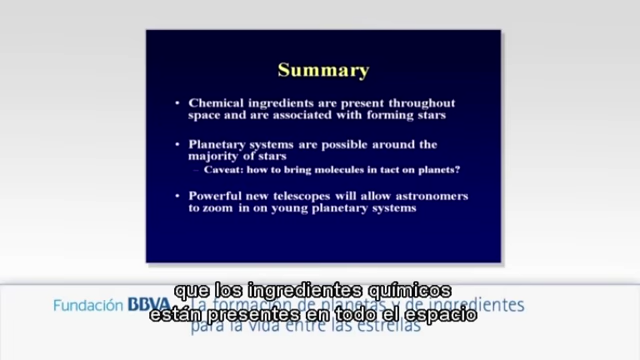 Summary
• Chemical ingredients are present throughout
space and are associated with forming stars
• Planetary systems are possible around the
majority of stars
– Caveat: how to bring molecules in tact on planets?
• Powerful new telescopes will allow astronomers
to zoom in on young planetary systems
que los ingredientes químicos
están presentes en todo el espacio
Fundación BBVA
La formación de planetas y de ingredientes
para la vida entre las estrellas